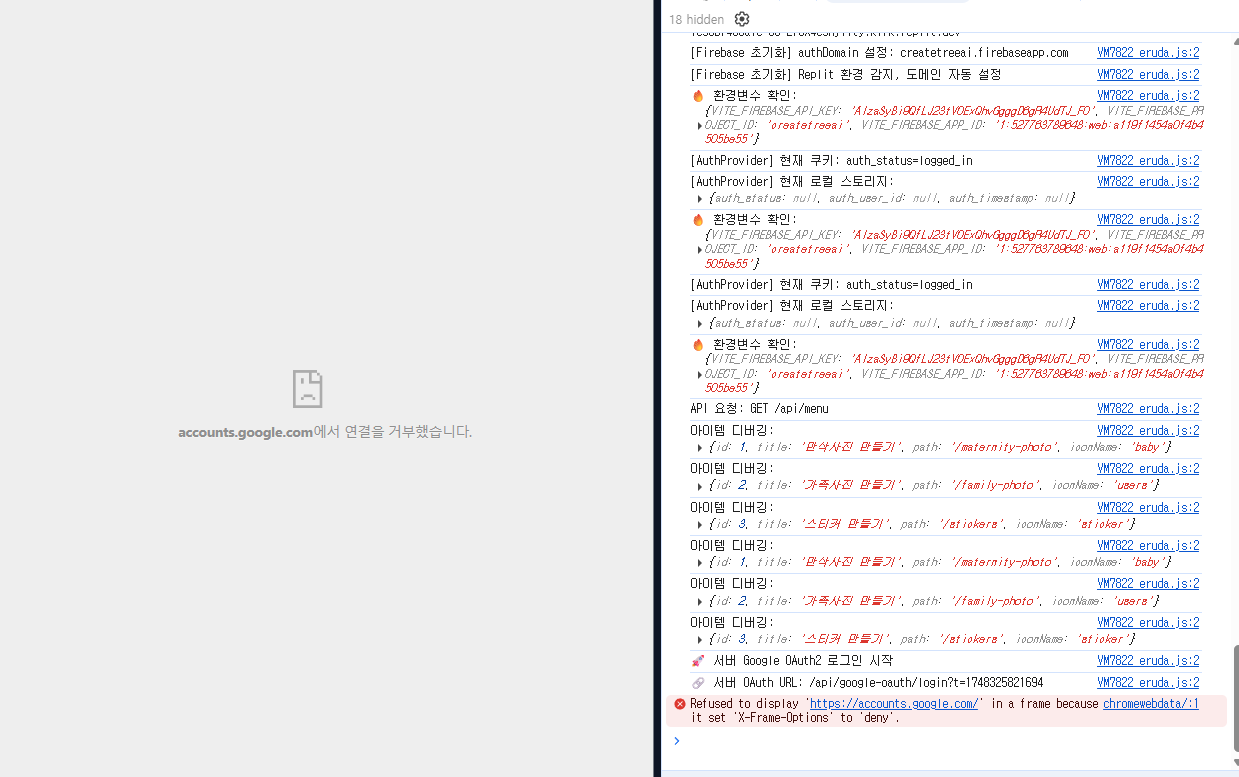 18 hidden
[Firebase 초기화] authDomain 설정: createtreeai.firebaseapp.com VM7822 eruda.js:2
[Firebase 초기화] Replit 환경 감지, 도메인 자동 설정 VM7822 eruda.js:2
🔥 환경변수 확인: VM7822 eruda.js:2
{VITE_FIREBASE_API_KEY: VITE_FIREBASE_PR
OJECT_ID: 'createtreeai', VITE_FIREBASE_APP_ID: '1:527763789648:web:a119f1454a0f4b4
505be55'}
[AuthProvider] 현재 쿠키: auth_status=logged_in VM7822 eruda.js:2
[AuthProvider] 현재 로컬 스토리지: VM7822 eruda.js:2
{auth_status: null, auth_user_id: null, auth_timestamp: null}
🔥 환경변수 확인: VM7822 eruda.js:2
{VITE_FIREBASE_API_KEY: VITE_FIREBASE_PR
OJECT_ID: 'createtreeai', VITE_FIREBASE_APP_ID: '1:527763789648:web:a119f1454a0f4b4
505be55'}
[AuthProvider] 현재 쿠키: auth_status=logged_in VM7822 eruda.js:2
[AuthProvider] 현재 로컬 스토리지: VM7822 eruda.js:2
{auth_status: null, auth_user_id: null, auth_timestamp: null}
🔥 환경변수 확인: VM7822 eruda.js:2
{VITE_FIREBASE_API_KEY: VITE_FIREBASE_PR
OJECT_ID: 'createtreeai', VITE_FIREBASE_APP_ID: '1:527763789648:web:a119f1454a0f4b4
505be55'}
API 요청: GET /api/menu VM7822 eruda.js:2
아이템 디버깅: VM7822 eruda.js:2
{id: 1, title: '만삭사진 만들기', path: '/maternity-photo', iconName: 'baby'}
아이템 디버깅: VM7822 eruda.js:2
{id: 2, title: '가족사진 만들기', path: '/family-photo', iconName: 'users'}
아이템 디버깅: VM7822 eruda.js:2
{id: 3, title: '스티커 만들기', path: '/stickers', iconName: 'sticker'}
아이템 디버깅: VM7822 eruda.js:2
{id: 1, title: '만삭사진 만들기', path: '/maternity-photo', iconName: 'baby'}
아이템 디버깅: VM7822 eruda.js:2
{id: 2, title: '가족사진 만들기', path: '/family-photo', iconName: 'users'}
아이템 디버깅: VM7822 eruda.js:2
{id: 3, title: '스티커 만들기', path: '/stickers', iconName: 'sticker'}
🚀 서버 Google OAuth2 로그인 시작 VM7822 eruda.js:2
🔗 서버 OAuth URL: /api/google-oauth/login?t=1748325821694 VM7822 eruda.js:2
Refused to display 'https://accounts.google.com/' in a frame because chromewebdata/:1
it set 'X-Frame-Options' to 'deny'.
accounts.google.com에서 연결을 거부했습니다.